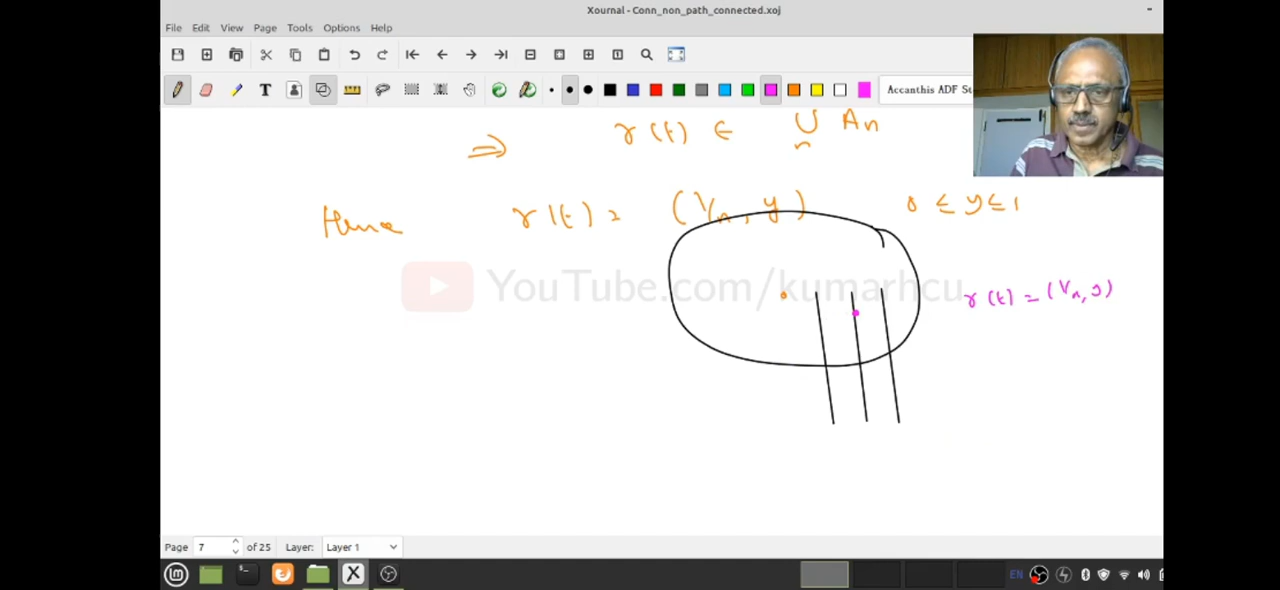 Xournal - Conn_non_path_connected.xoj
File Edit View Page Tools Options Help
Accanthis ADF St
⇒ γ(t) ∈ ∪ An
n
Hence γ(t) = (1/n, y) 0 ≤ y ≤ 1
YouTube.com/kumarhcu
γ(t) = (1/n, y)
Page 7 of 25 Layer: Layer 1
EN